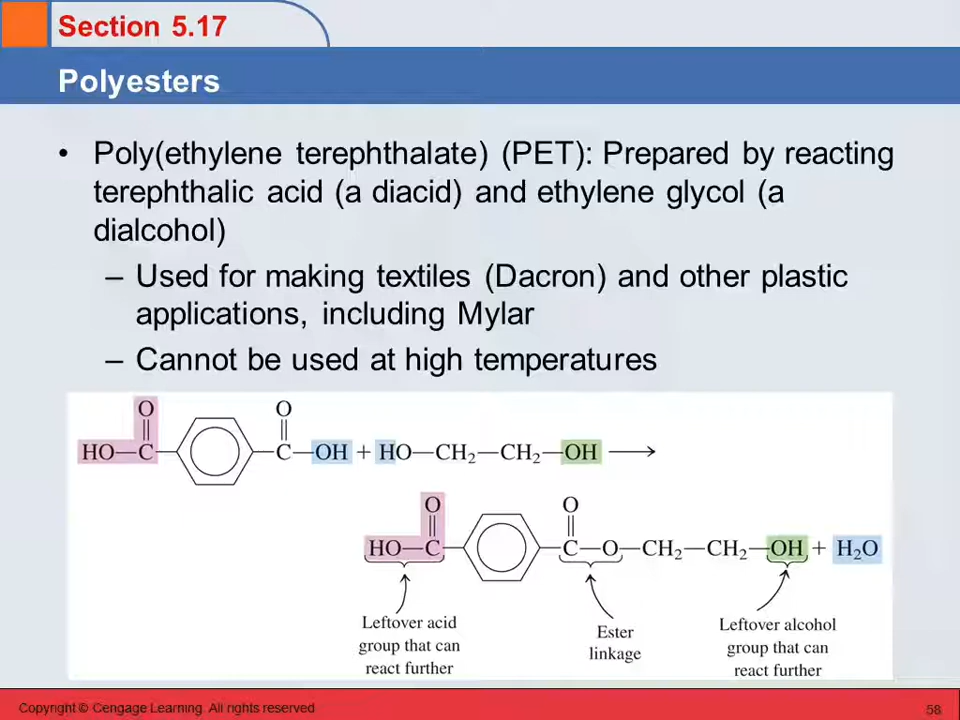 Section 5.17
Polyesters
• Poly(ethylene terephthalate) (PET): Prepared by reacting
terephthalic acid (a diacid) and ethylene glycol (a
dialcohol)
– Used for making textiles (Dacron) and other plastic
applications, including Mylar
– Cannot be used at high temperatures
O O
HO—C— —C—OH + HO—CH₂—CH₂—OH ⟶
O O
HO—C— —C—O—CH₂—CH₂—OH + H₂O
Leftover acid
group that can
react further
Ester
linkage
Leftover alcohol
group that can
react further
Copyright © Cengage Learning. All rights reserved
58